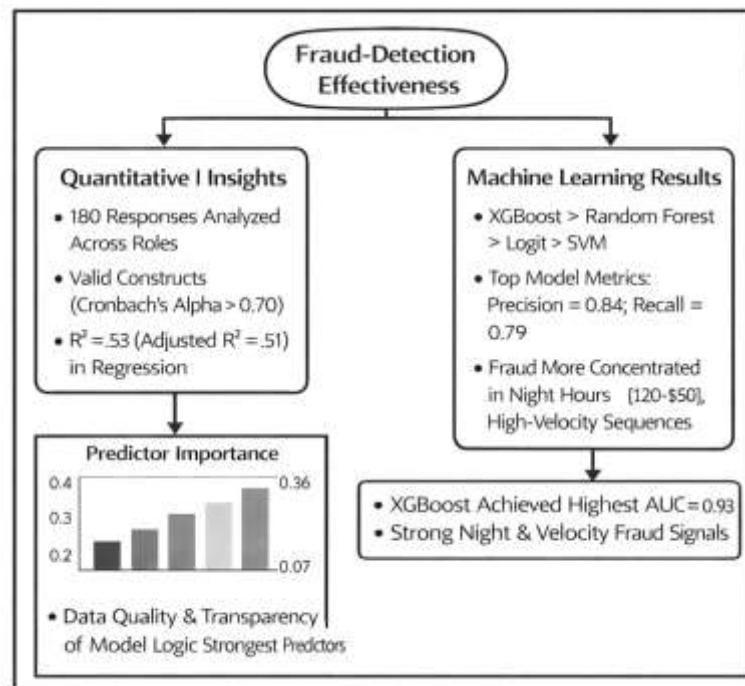 Fraud-Detection
Effectiveness
Quantitative I Insights
• 180 Responses Analyzed
Across Roles
• Valid Constructs
(Cronbach's Alpha > 0.70)
• R² = .53 (Adjusted R² = .51)
in Regression
Predictor Importance
0.4
0.3
0.2
0.36
0.07
• Data Quality & Transparency
of Model Logic Strongest Predctors
Machine Learning Results
• XGBoost > Random Forest
> Logit > SVM
• Top Model Metrics:
Precision = 0.84; Recall =
0.79
• Fraud More Concentrated
in Night Hours [120-$50],
High-Velocity Sequences
• XGBoost Achieved Highest AUC = 0.93
• Strong Night & Velocity Fraud Signals